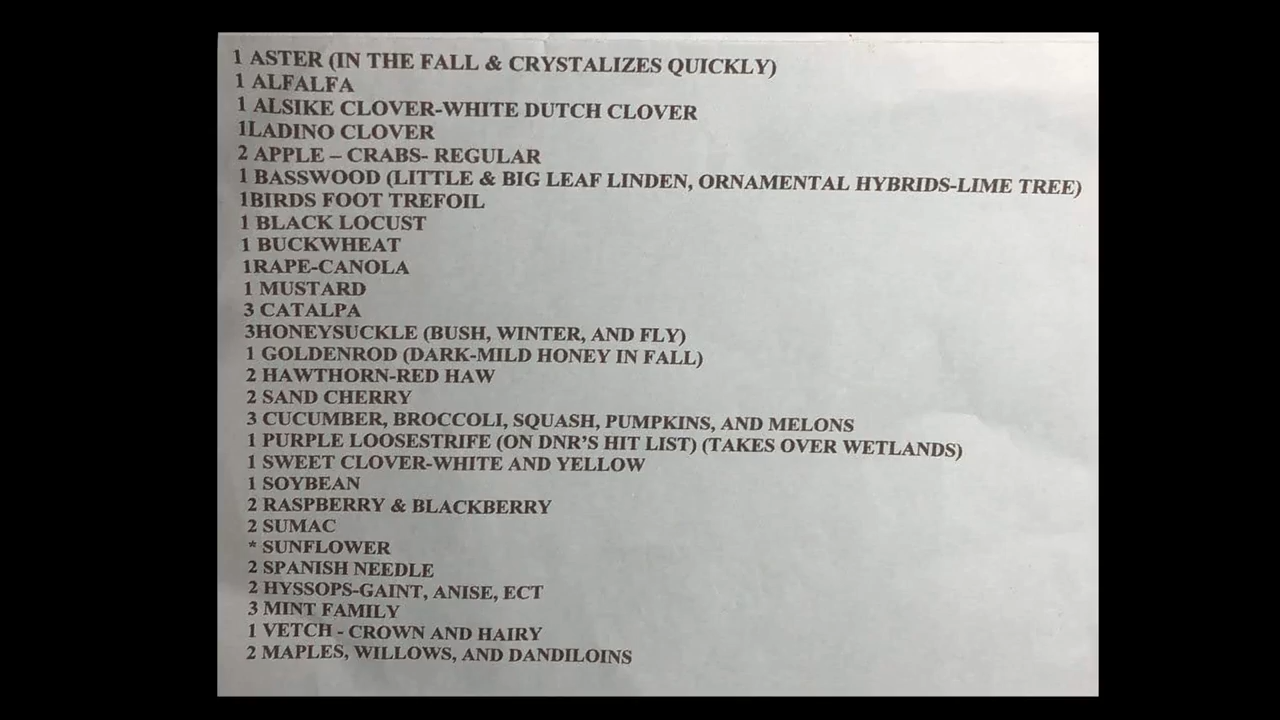 1 ASTER (IN THE FALL & CRYSTALIZES QUICKLY)
1 ALFALFA
1 ALSIKE CLOVER-WHITE DUTCH CLOVER
1LADINO CLOVER
2 APPLE – CRABS- REGULAR
1 BASSWOOD (LITTLE & BIG LEAF LINDEN, ORNAMENTAL HYBRIDS-LIME TREE)
1BIRDS FOOT TREFOIL
1 BLACK LOCUST
1 BUCKWHEAT
1RAPE-CANOLA
1 MUSTARD
3 CATALPA
3HONEYSUCKLE (BUSH, WINTER, AND FLY)
1 GOLDENROD (DARK-MILD HONEY IN FALL)
2 HAWTHORN-RED HAW
2 SAND CHERRY
3 CUCUMBER, BROCCOLI, SQUASH, PUMPKINS, AND MELONS
1 PURPLE LOOSESTRIFE (ON DNR'S HIT LIST) (TAKES OVER WETLANDS)
1 SWEET CLOVER-WHITE AND YELLOW
1 SOYBEAN
2 RASPBERRY & BLACKBERRY
2 SUMAC
* SUNFLOWER
2 SPANISH NEEDLE
2 HYSSOPS-GAINT, ANISE, ECT
3 MINT FAMILY
1 VETCH - CROWN AND HAIRY
2 MAPLES, WILLOWS, AND DANDILOINS